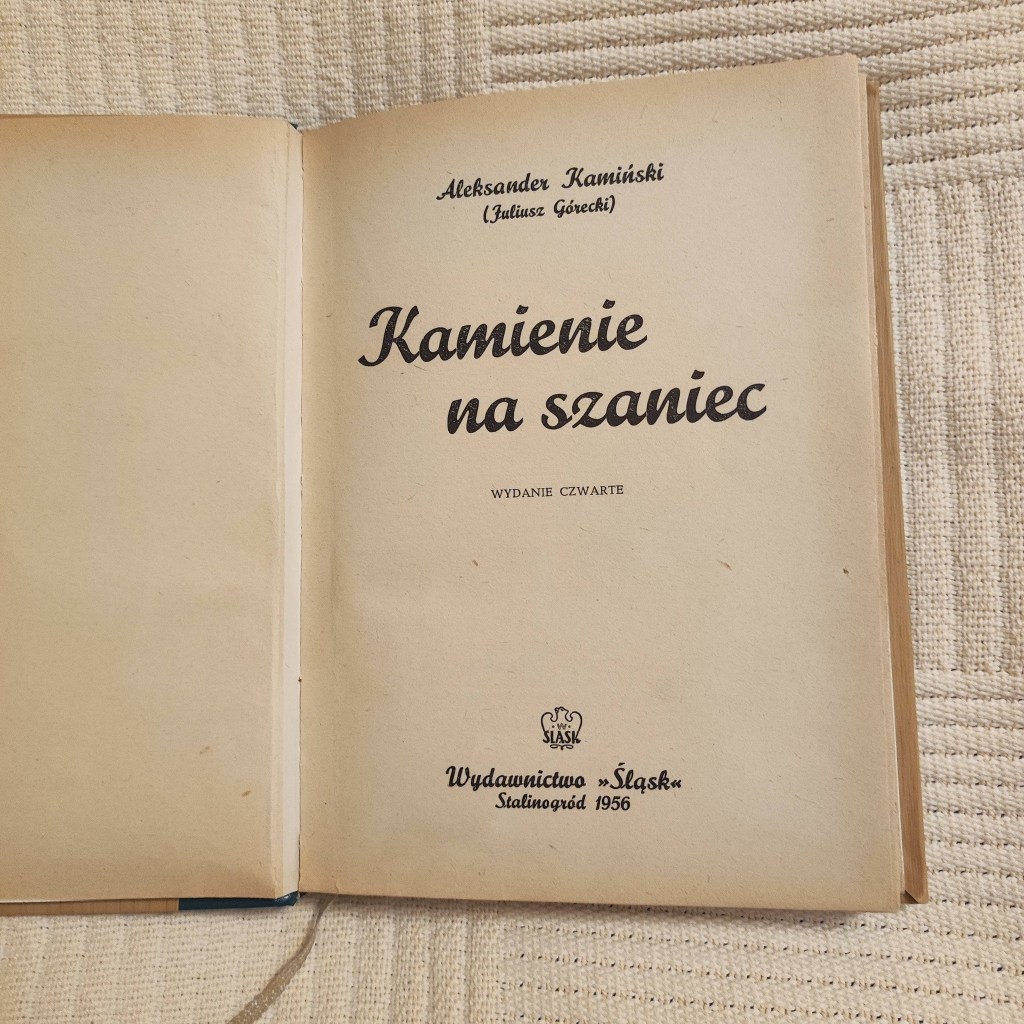 Aleksander Kamiński
(Juliusz Górecki)
Kamienie
na szaniec
WYDANIE CZWARTE
W
ŚLĄSK
Wydawnictwo »Śląsk«
Stalinogród 1956